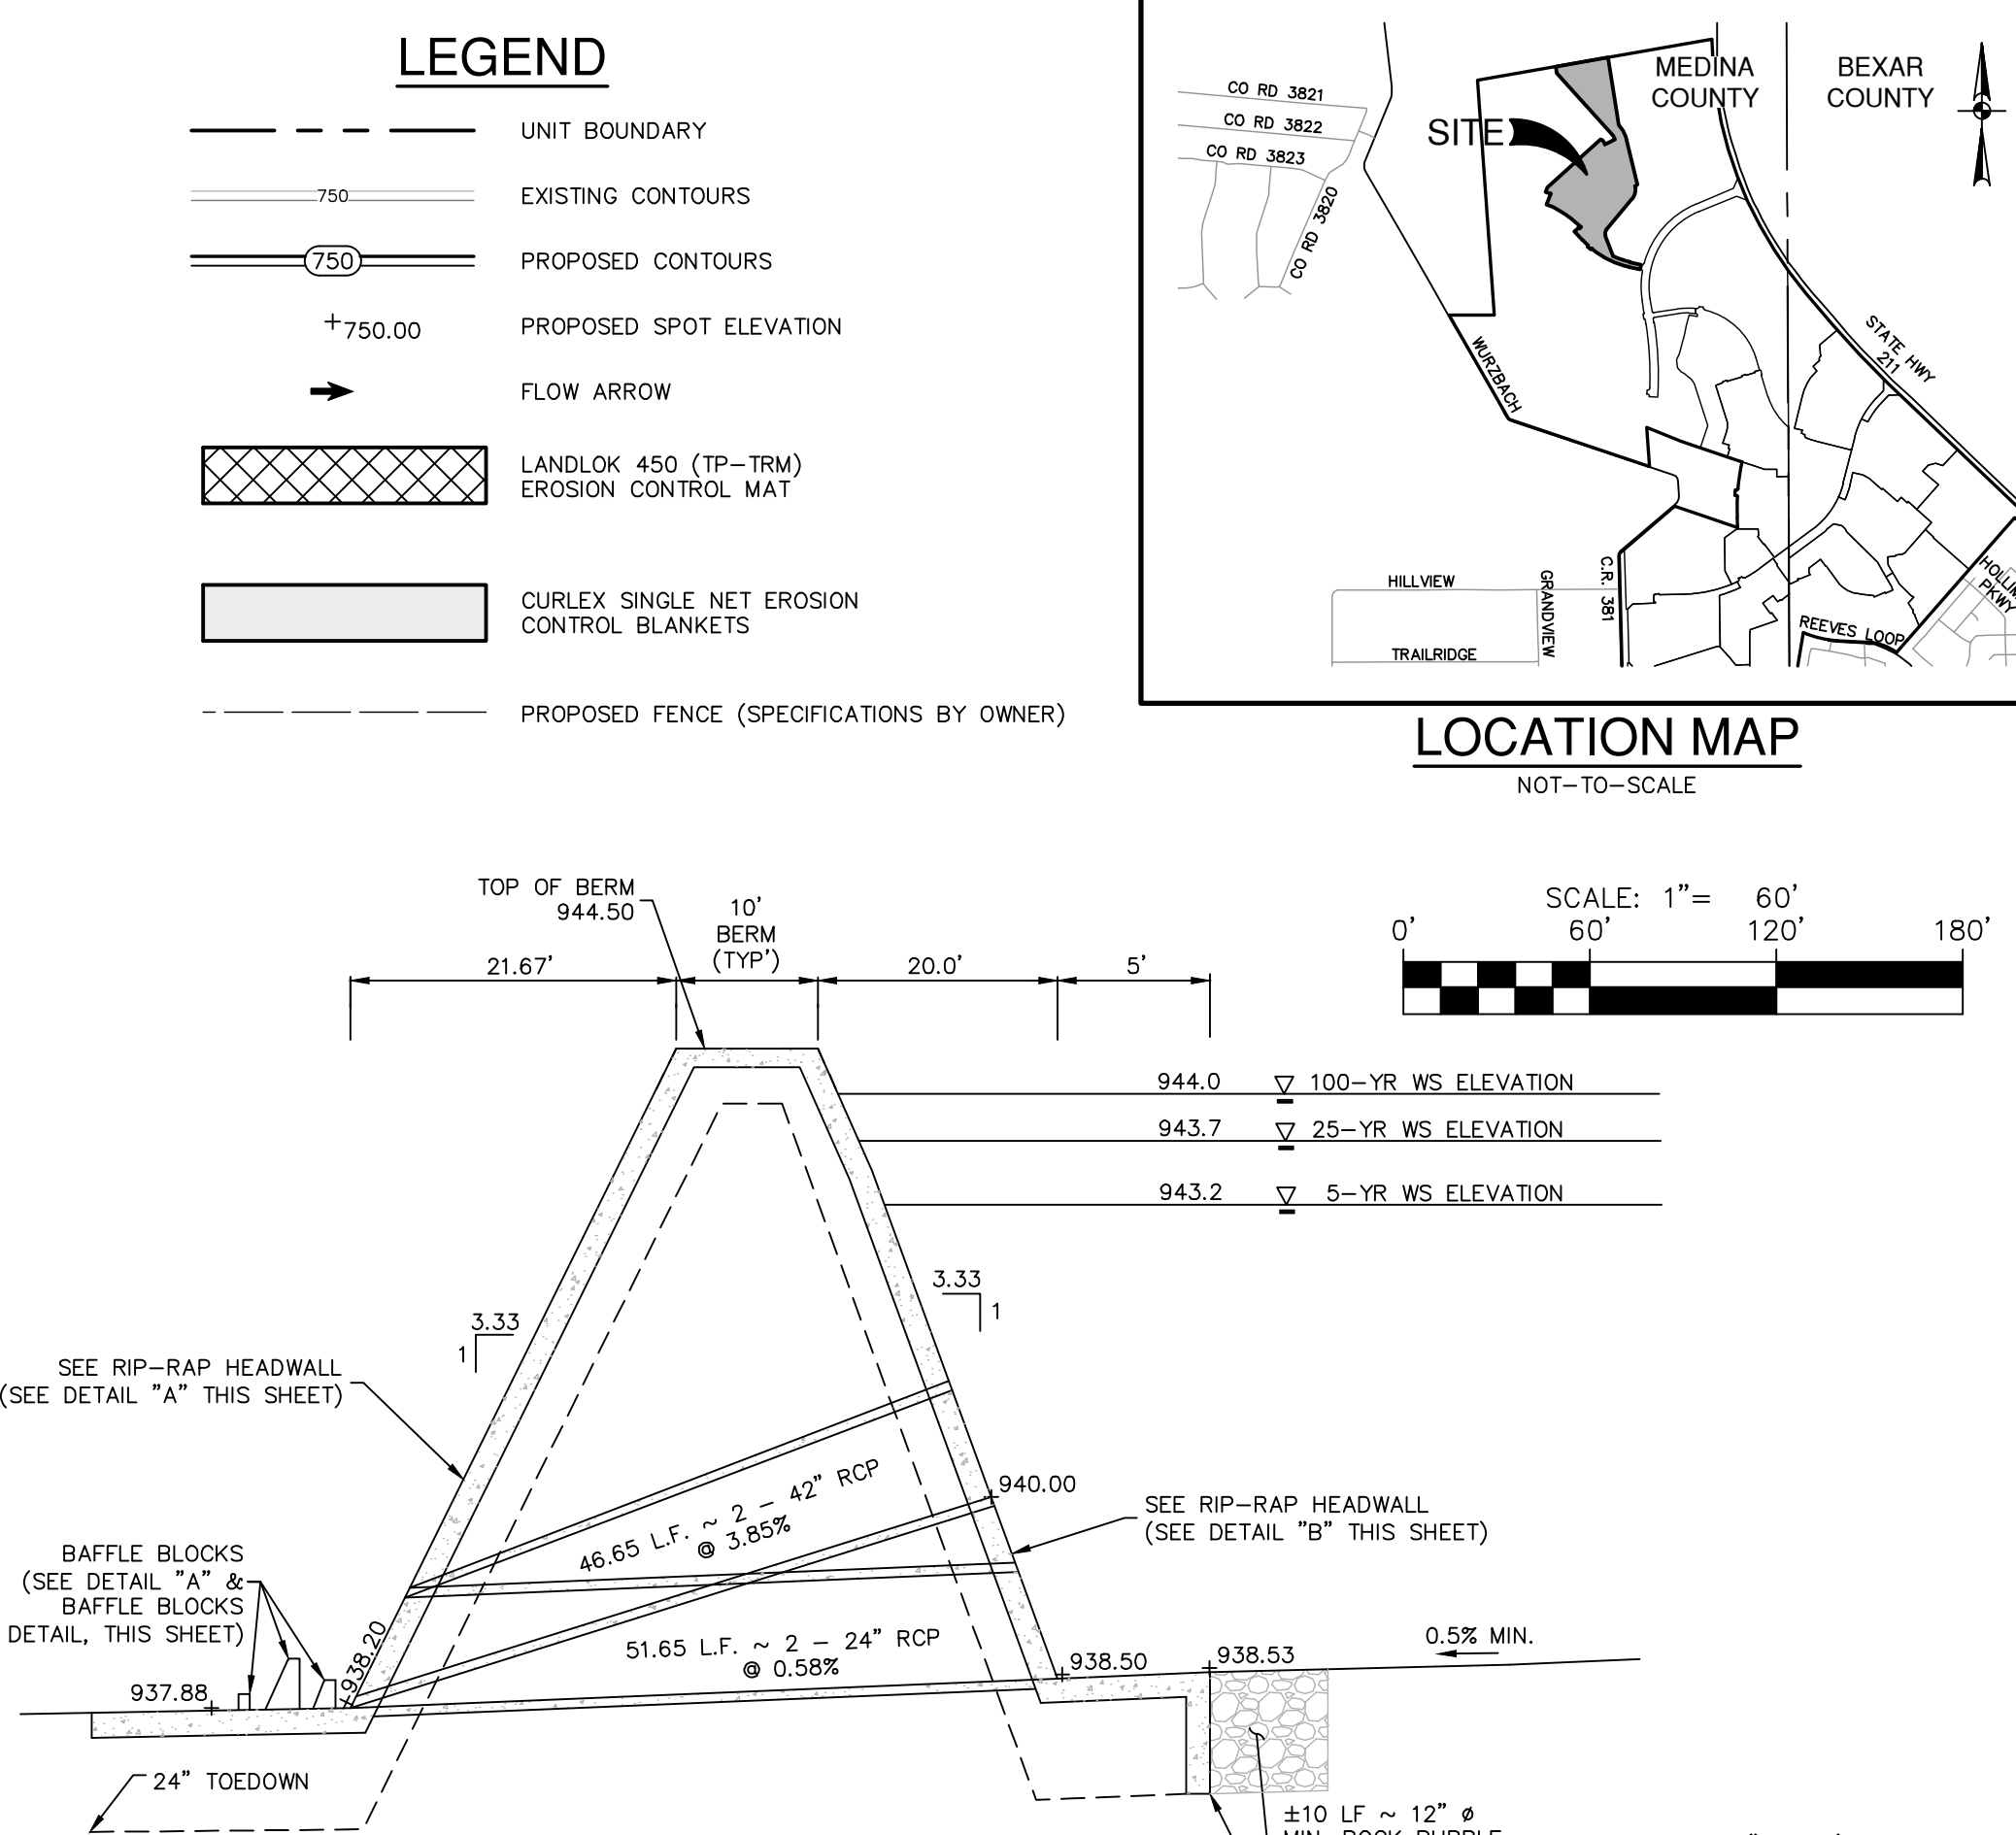 LEGEND
UNIT BOUNDARY
750
EXISTING CONTOURS
750
PROPOSED CONTOURS
+750.00
PROPOSED SPOT ELEVATION
FLOW ARROW
LANDLOK 450 (TP-TRM)
EROSION CONTROL MAT
CURLEX SINGLE NET EROSION
CONTROL BLANKETS
PROPOSED FENCE (SPECIFICATIONS BY OWNER)
MEDINA
COUNTY
BEXAR
COUNTY
CO RD 3821
CO RD 3822
CO RD 3823
CO RD 3820
SITE
WURZBACH
STATE HWY
211
HILLVIEW
GRANDVIEW
C.R. 381
TRAILRIDGE
REEVES LOOP
PKWY
LOCATION MAP
NOT-TO-SCALE
SCALE: 1"= 60'
0' 60' 120' 180'
TOP OF BERM
944.50
10'
BERM
(TYP')
21.67'
20.0'
5'
944.0 100-YR WS ELEVATION
943.7 25-YR WS ELEVATION
943.2 5-YR WS ELEVATION
3.33
1
3.33
1
SEE RIP-RAP HEADWALL
(SEE DETAIL "A" THIS SHEET)
46.65 L.F. ~ 2 - 42" RCP
@ 3.85%
940.00
SEE RIP-RAP HEADWALL
(SEE DETAIL "B" THIS SHEET)
BAFFLE BLOCKS
(SEE DETAIL "A" &
BAFFLE BLOCKS
DETAIL, THIS SHEET)
938.20
51.65 L.F. ~ 2 - 24" RCP
@ 0.58%
0.5% MIN.
938.50
938.53
937.88
24" TOEDOWN
±10 LF ~ 12" ø
MIN. ROCK RUBBLE